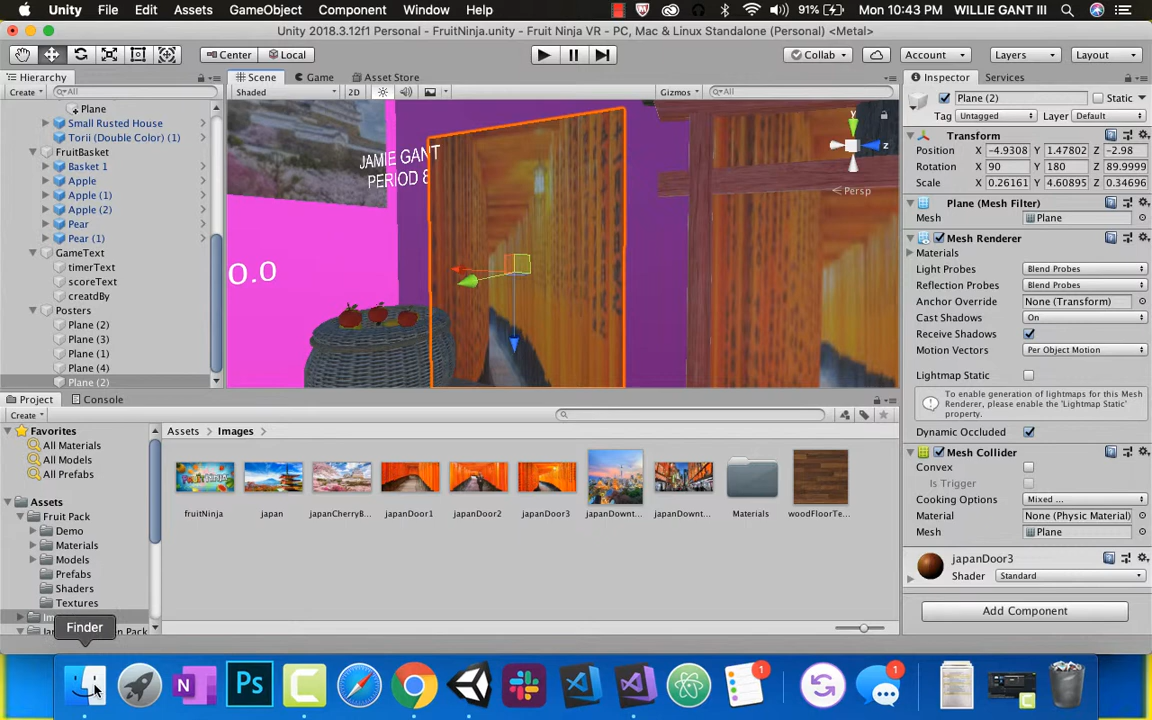 Unity File Edit Assets GameObject Component Window Help 91% Mon 10:43 PM WILLIE GANT III
Unity 2018.3.12f1 Personal - FruitNinja.unity - Fruit Ninja VR - PC, Mac & Linux Standalone (Personal) <Metal>
Center Local Collab Account Layers Layout
Hierarchy Scene Game Asset Store Inspector Services
Create All Shaded 2D Gizmos All
Plane
Small Rusted House
Torii (Double Color) (1)
FruitBasket
Basket 1
Apple
Apple (1)
Apple (2)
Pear
Pear (1)
GameText
timerText
scoreText
creatdBy
Posters
Plane (2)
Plane (3)
Plane (1)
Plane (4)
Plane (2)
JAMIE GANT
PERIOD 8
0.0
y
z
Persp
Plane (2) Static
Tag Untagged Layer Default
Transform
Position X -4.9308 Y 1.47802 Z -2.98
Rotation X 90 Y 180 Z 89.9999
Scale X 0.26161 Y 4.60895 Z 0.34696
Plane (Mesh Filter)
Mesh Plane
Mesh Renderer
Materials
Light Probes Blend Probes
Reflection Probes Blend Probes
Anchor Override None (Transform)
Cast Shadows On
Receive Shadows
Motion Vectors Per Object Motion
Lightmap Static
To enable generation of lightmaps for this Mesh
Renderer, please enable the 'Lightmap Static'
property.
Dynamic Occluded
Mesh Collider
Convex
Is Trigger
Cooking Options Mixed ...
Material None (Physic Material)
Mesh Plane
japanDoor3
Shader Standard
Add Component
Project Console
Create
Favorites
All Materials
All Models
All Prefabs
Assets
Fruit Pack
Demo
Materials
Models
Prefabs
Shaders
Textures
Assets Images
fruitNinja japan japanCherryB... japanDoor1 japanDoor2 japanDoor3 japanDownt... japanDownt... Materials woodFloorTe...
Finder
N Ps C 1 1